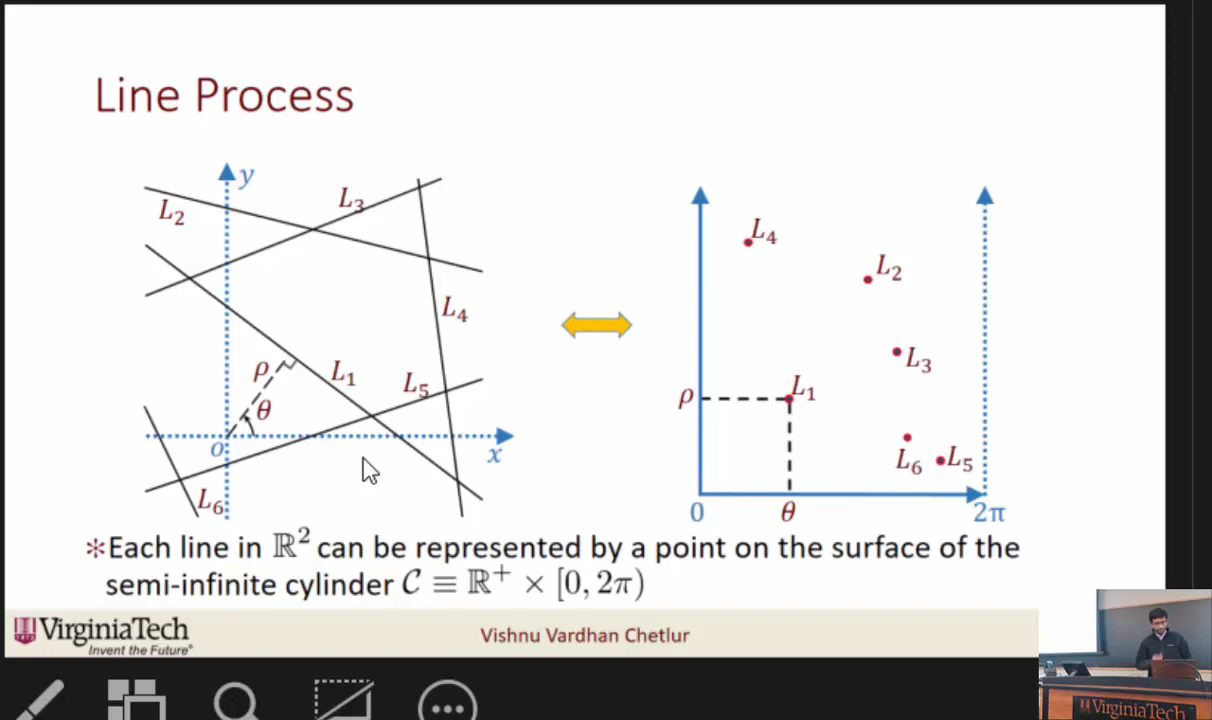 Line Process
y
L₂
L₃
L₄
ρ
L₁
L₅
θ
o
x
L₆
L₄
L₂
L₃
ρ
L₁
L₆
L₅
0
θ
2π
*Each line in ℝ² can be represented by a point on the surface of the
semi-infinite cylinder 𝒞 ≡ ℝ⁺ × [0, 2π)
VirginiaTech
Invent the Future®
Vishnu Vardhan Chetlur
VirginiaTech